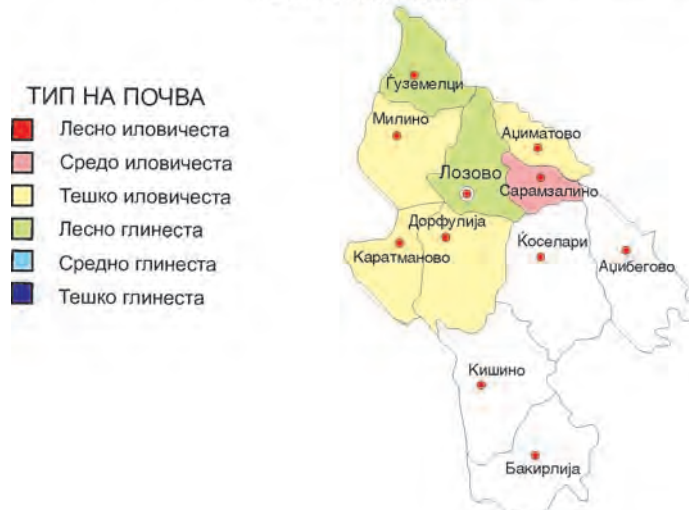 ТИП НА ПОЧВА
Лесно иловичеста
Средо иловичеста
Тешко иловичеста
Лесно глинеста
Средно глинеста
Тешко глинеста
Ѓуземелци
Милино
Аџиматово
Лозово
Сарамзалино
Дорфулија
Каратманово
Ќоселари
Аџибегово
Кишино
Бакирлија